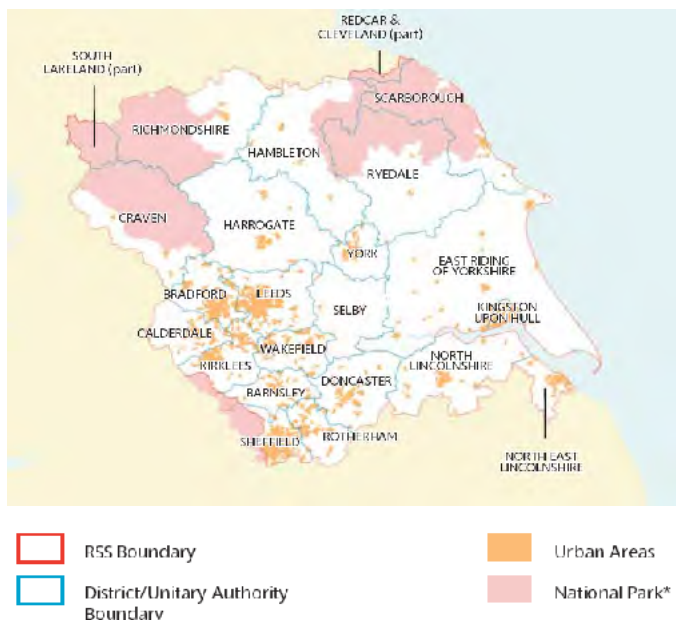 REDCAR &
CLEVELAND (part)
SOUTH
LAKELAND (part)
SCARBOROUGH
RICHMONDSHIRE
HAMBLETON
RYEDALE
CRAVEN
HARROGATE
YORK
EAST RIDING
OF YORKSHIRE
BRADFORD
LEEDS
SELBY
KINGSTON
UPON HULL
CALDERDALE
WAKEFIELD
NORTH
LINCOLNSHIRE
KIRKLEES
DONCASTER
BARNSLEY
SHEFFIELD
ROTHERHAM
NORTH EAST
LINCOLNSHIRE
RSS Boundary
Urban Areas
District/Unitary Authority
Boundary
National Park*